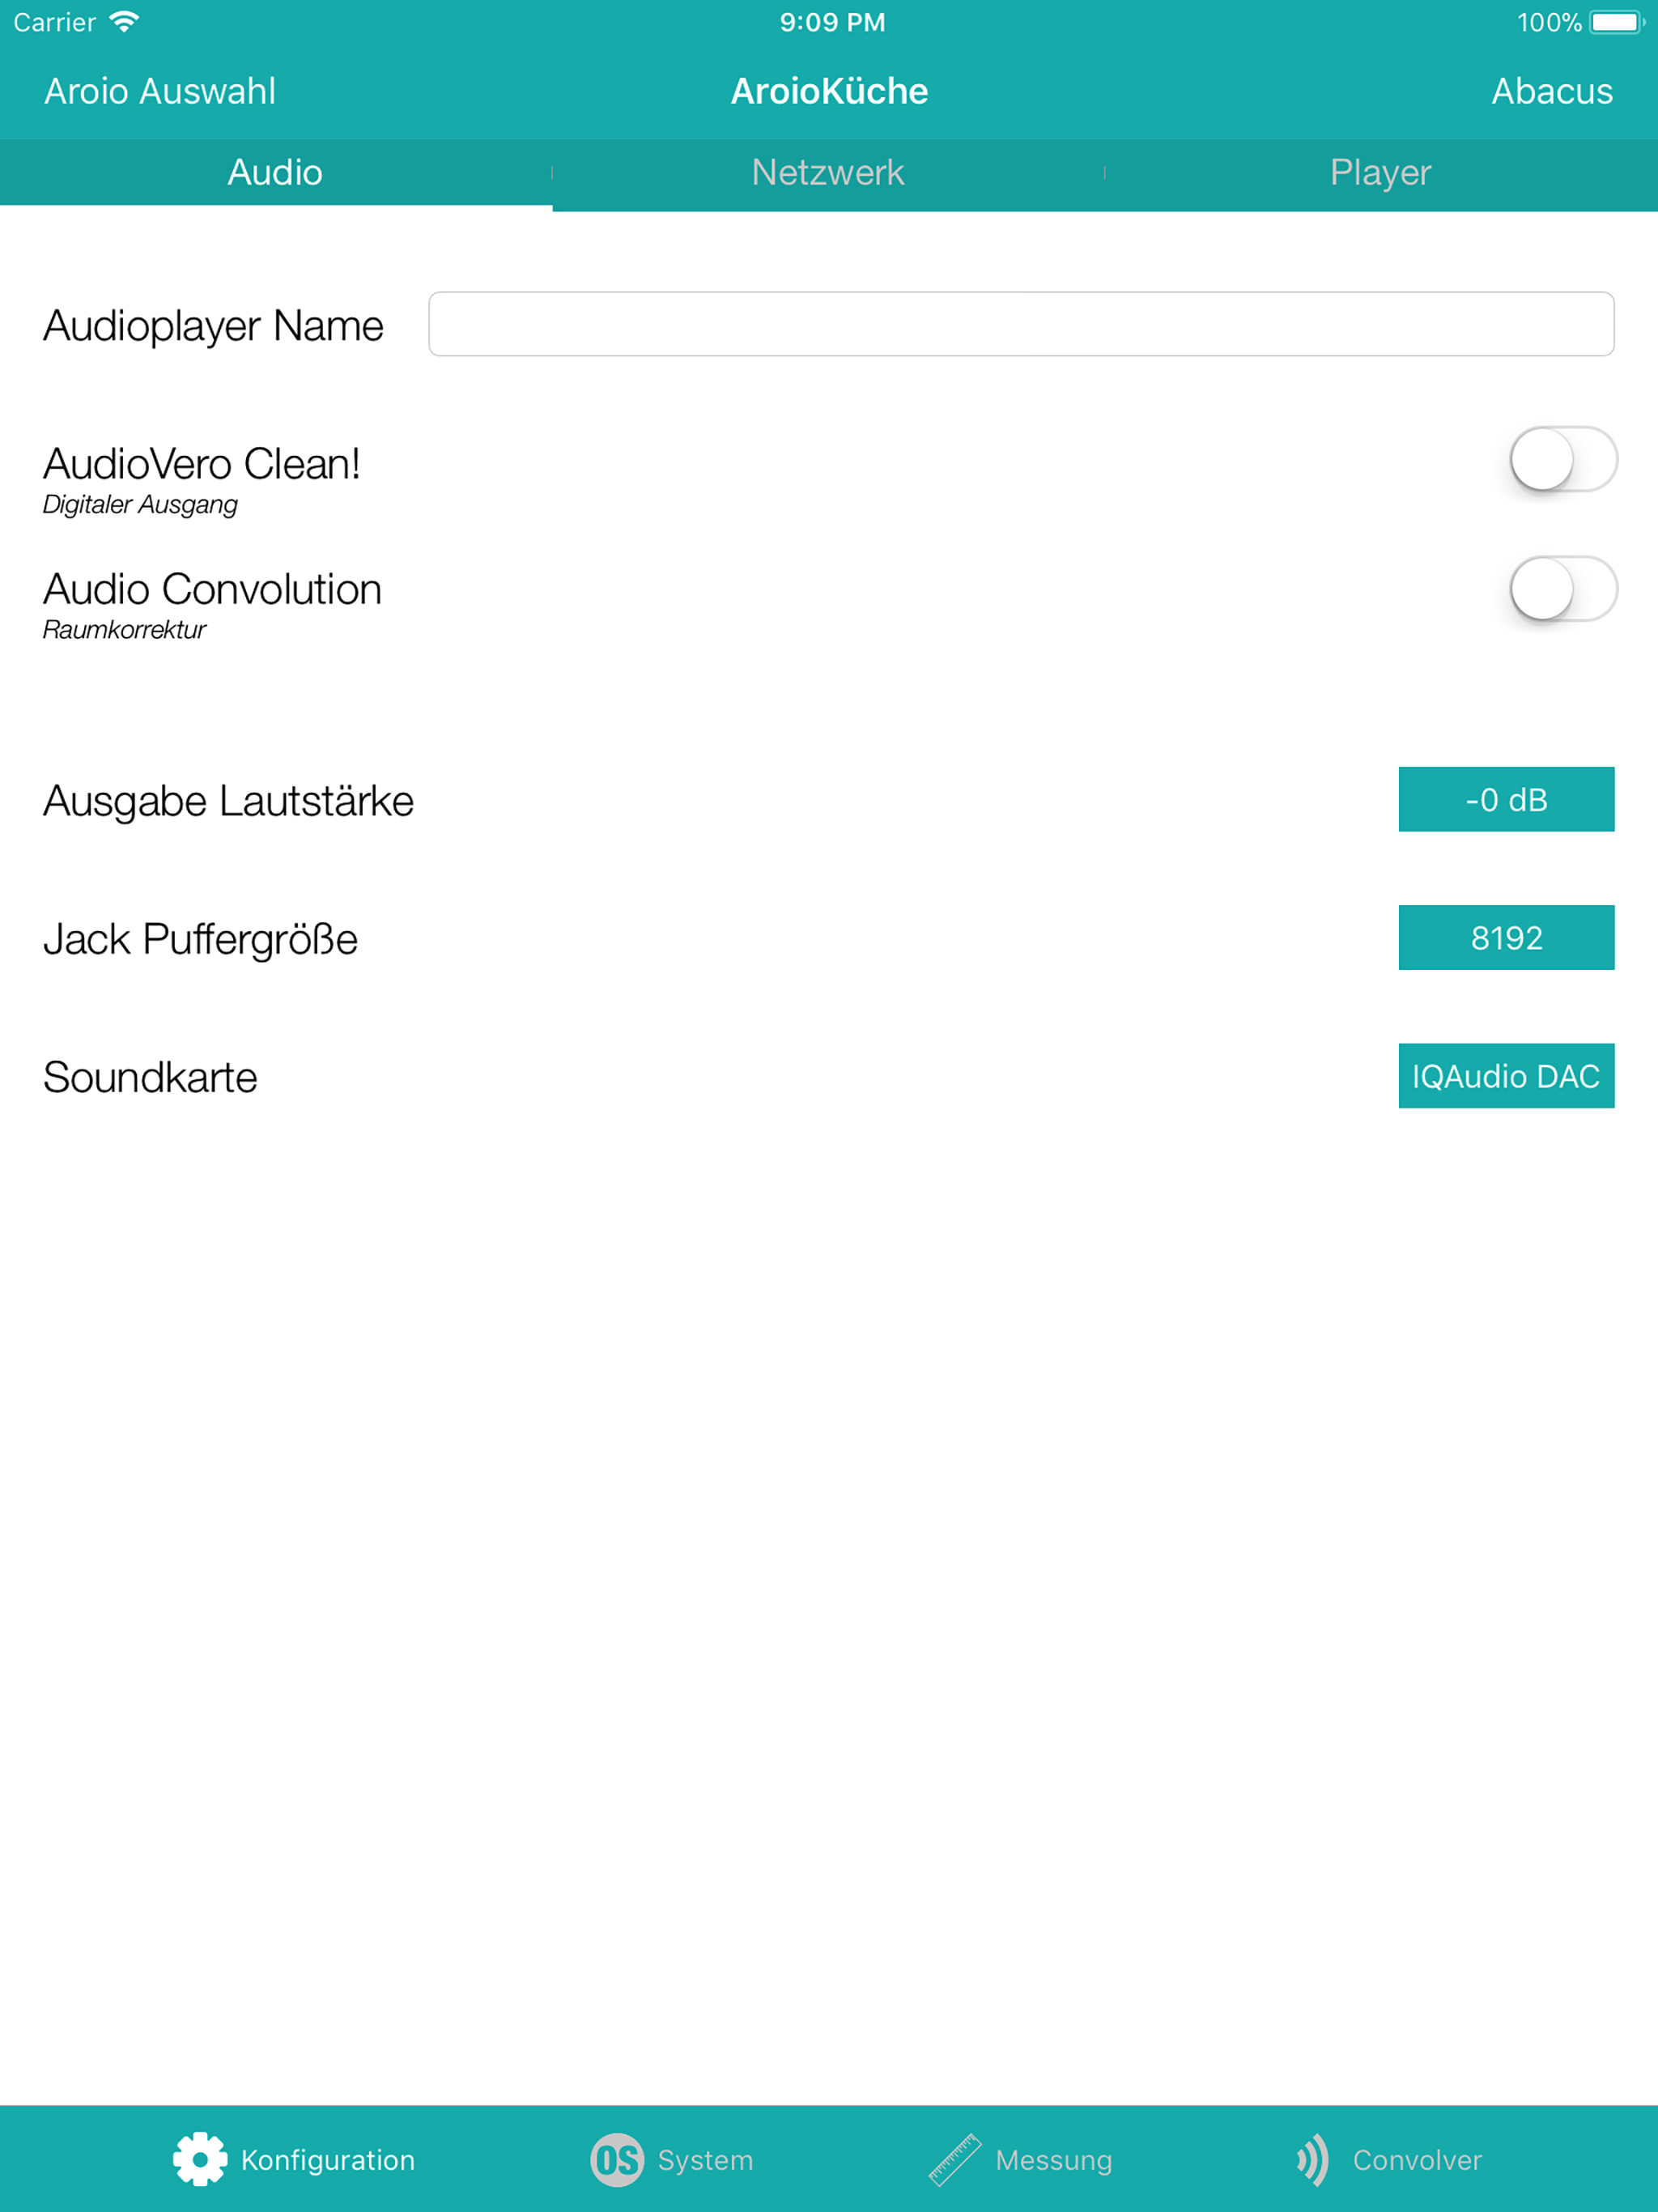 Carrier 9:09 PM 100%
Aroio Auswahl AroioKüche Abacus
Audio Netzwerk Player
Audioplayer Name
AudioVero Clean!
Digitaler Ausgang
Audio Convolution
Raumkorrektur
Ausgabe Lautstärke -0 dB
Jack Puffergröße 8192
Soundkarte IQAudio DAC
Konfiguration OS System Messung Convolver